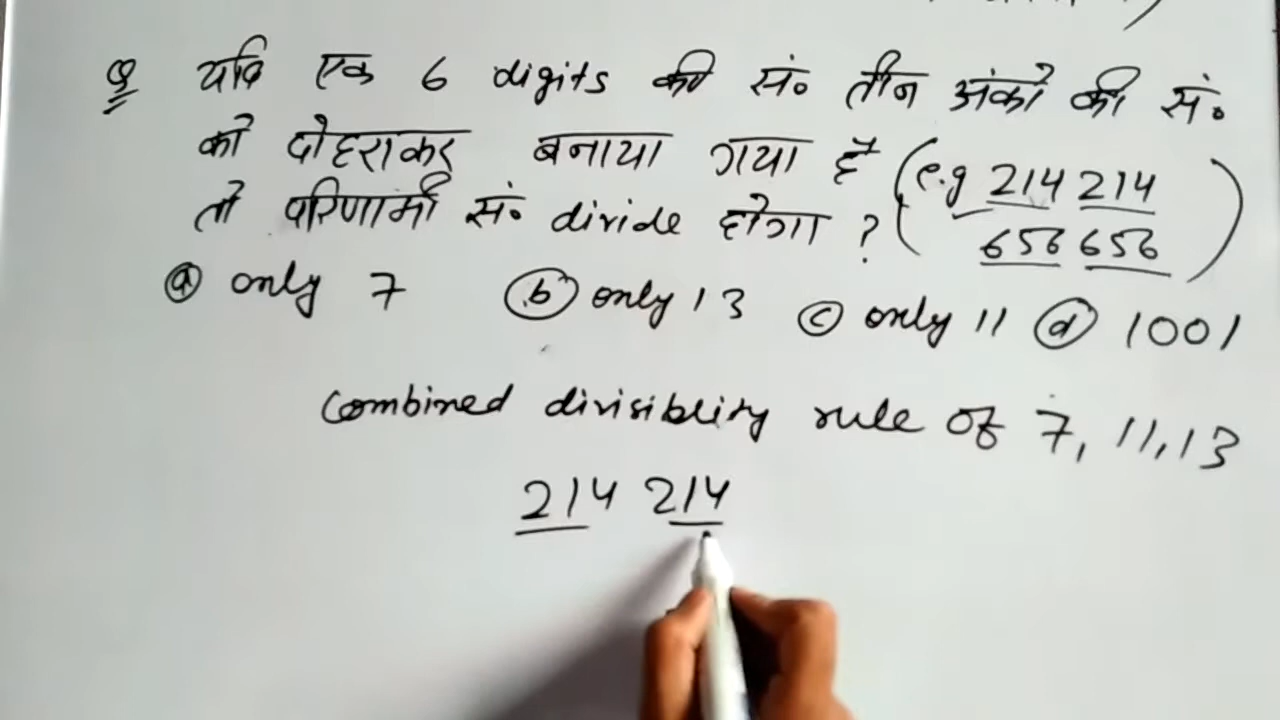 Q यदि एक 6 digits की सं० तीन अंको की सं०
को दोहराकर बनाया गया है (e.g 214 214
तो परिणामी सं० divide होगा ? 656 656)
(a) only 7 (b) only 13 (c) only 11 (d) 1001
Combined divisiblity rule of 7, 11, 13
214 214